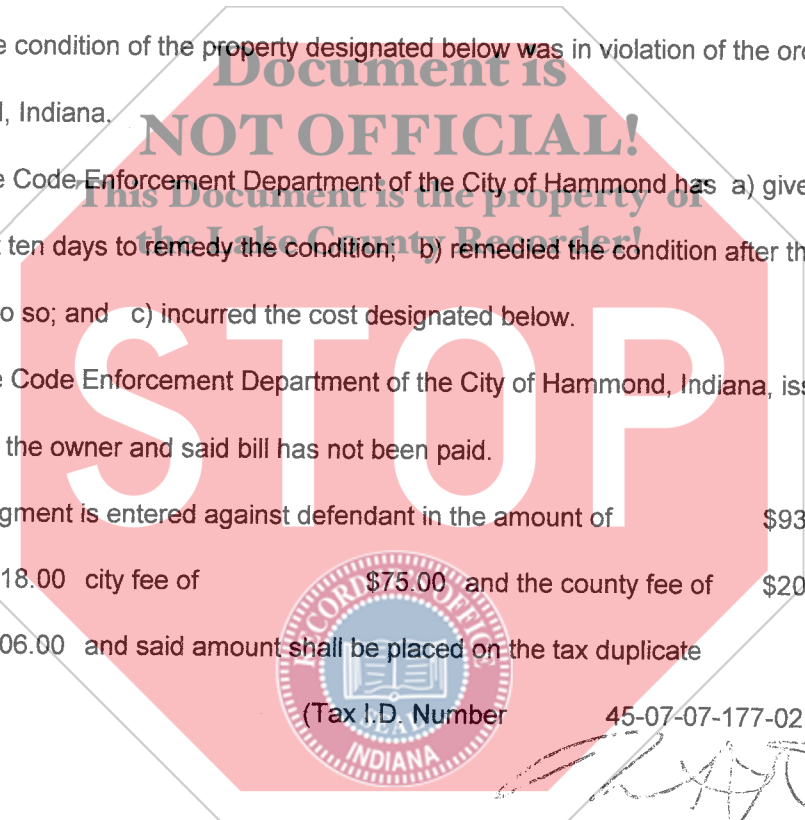 e condition of the property designated below was in violation of the ord
Document is
, Indiana.
NOT OFFICIAL!
e Code Enforcement Department of the City of Hammond has a) give
This Document is the property of
ten days to remedy the condition; b) remedied the condition after th
the Lake County Recorder!
o so; and c) incurred the cost designated below.
e Code Enforcement Department of the City of Hammond, Indiana, iss
STOP
the owner and said bill has not been paid.
gment is entered against defendant in the amount of $93
18.00 city fee of $75.00 and the county fee of $20
RECORDER'S OFFICE
06.00 and said amount shall be placed on the tax duplicate
(Tax I.D. Number 45-07-07-177-02
SEAL
INDIANA